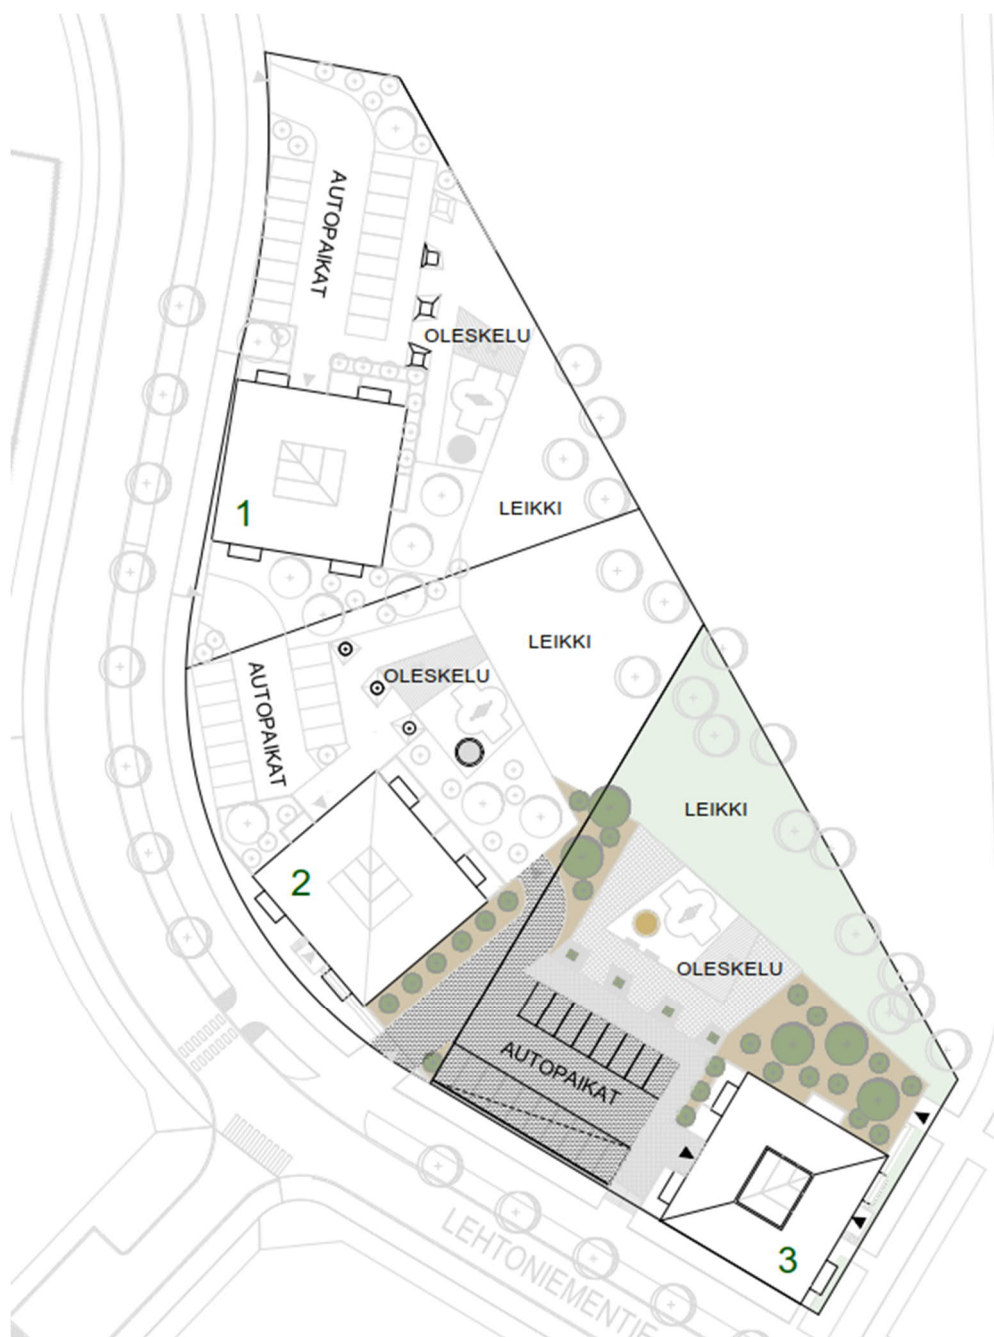 AUTOPAIKAT
OLESKELU
1
LEIKKI
LEIKKI
AUTOPAIKAT
OLESKELU
LEIKKI
2
OLESKELU
AUTOPAIKAT
3
LEHTONIEMENTIE